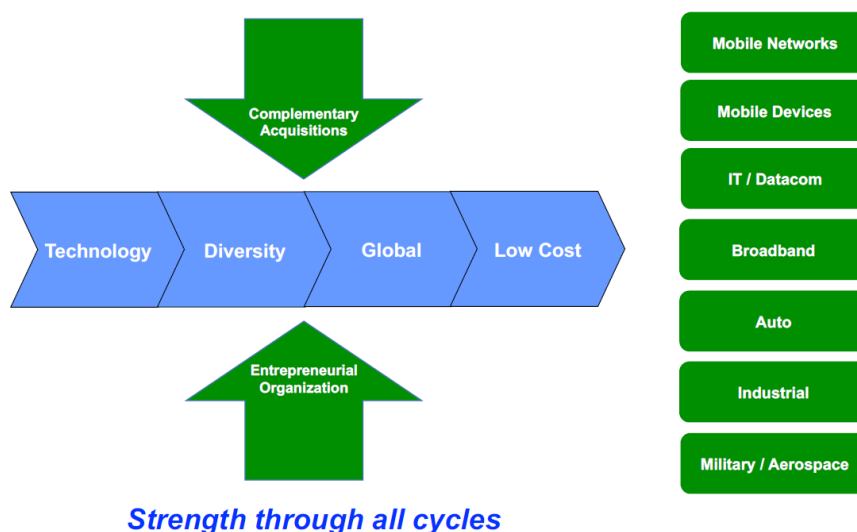 Complementary
Acquisitions
Technology
Diversity
Global
Low Cost
Entrepreneurial
Organization
Strength through all cycles
Mobile Networks
Mobile Devices
IT / Datacom
Broadband
Auto
Industrial
Military / Aerospace